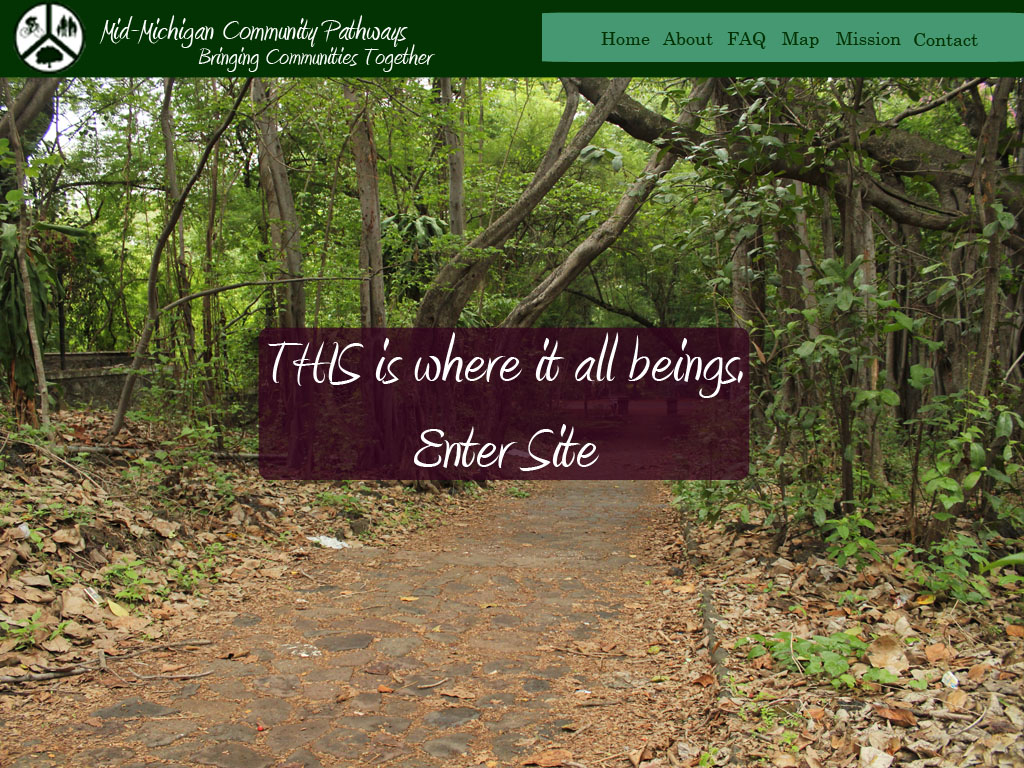 Mid-Michigan Community Pathways
Bringing Communities Together
Home About FAQ Map Mission Contact
THIS is where it all beings.
Enter Site